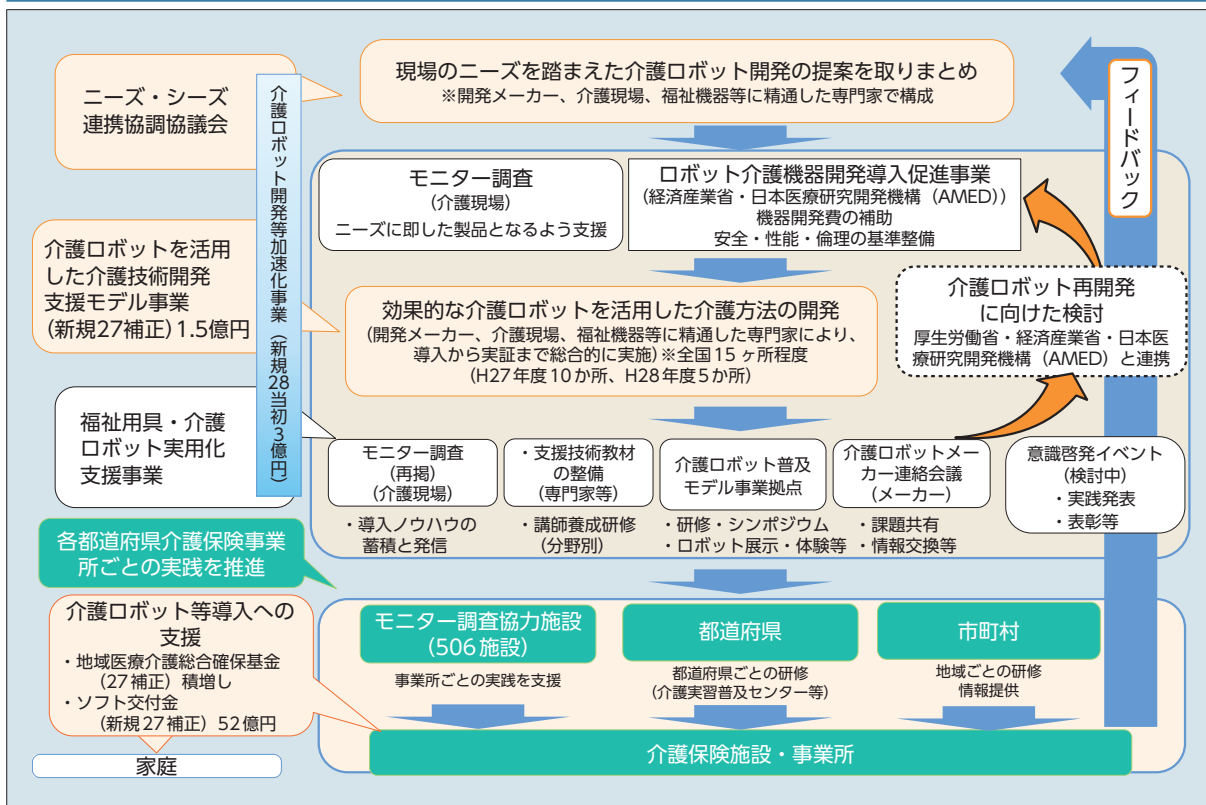 現場のニーズを踏まえた介護ロボット開発の提案を取りまとめ
※開発メーカー、介護現場、福祉機器等に精通した専門家で構成
ニーズ・シーズ
連携協調協議会
介護ロボット開発等加速化事業（新規28当初3億円）
フィードバック
モニター調査
(介護現場)
ニーズに即した製品となるよう支援
ロボット介護機器開発導入促進事業
(経済産業省・日本医療研究開発機構（AMED）)
機器開発費の補助
安全・性能・倫理の基準整備
介護ロボットを活用
した介護技術開発
支援モデル事業
(新規27補正) 1.5億円
効果的な介護ロボットを活用した介護方法の開発
(開発メーカー、介護現場、福祉機器等に精通した専門家により、
導入から実証まで総合的に実施) ※全国15ヶ所程度
(H27年度10か所、H28年度5か所)
介護ロボット再開発
に向けた検討
厚生労働省・経済産業省・日本医
療研究開発機構（AMED）と連携
福祉用具・介護
ロボット実用化
支援事業
モニター調査
(再掲)
(介護現場)
・導入ノウハウの
蓄積と発信
・支援技術教材
の整備
(専門家等)
・講師養成研修
(分野別)
介護ロボット普及
モデル事業拠点
・研修・シンポジウム
・ロボット展示・体験等
介護ロボットメー
カー連絡会議
(メーカー)
・課題共有
・情報交換等
意識啓発イベント
(検討中)
・実践発表
・表彰等
各都道府県介護保険事業
所ごとの実践を推進
介護ロボット等導入への
支援
・地域医療介護総合確保基金
（27補正）積増し
・ソフト交付金
（新規27補正）52億円
家庭
モニター調査協力施設
(506施設)
事業所ごとの実践を支援
都道府県
都道府県ごとの研修
(介護実習普及センター等)
市町村
地域ごとの研修
情報提供
介護保険施設・事業所